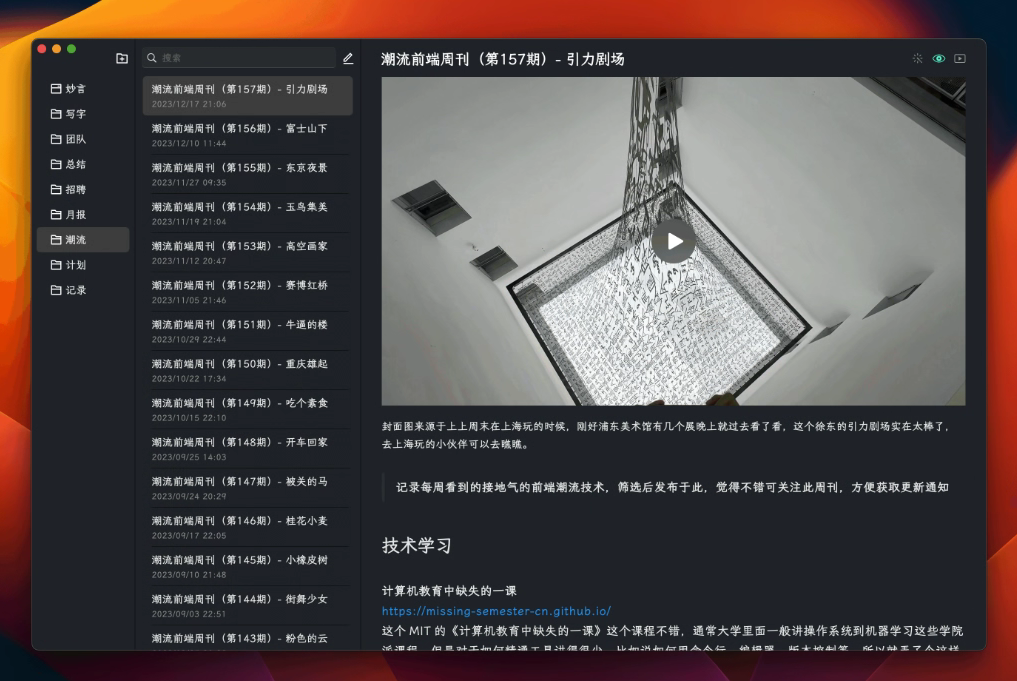 妙言
写字
团队
总结
招聘
月报
潮流
计划
记录
搜索
潮流前端周刊（第157期）- 引力剧场
2023/12/17 21:06
潮流前端周刊（第156期）- 富士山下
2023/12/10 11:44
潮流前端周刊（第155期）- 东京夜景
2023/11/27 09:35
潮流前端周刊（第154期）- 玉鸟集美
2023/11/19 21:04
潮流前端周刊（第153期）- 高空画家
2023/11/12 20:47
潮流前端周刊（第152期）- 赛博红桥
2023/11/05 21:46
潮流前端周刊（第151期）- 牛逼的楼
2023/10/29 22:44
潮流前端周刊（第150期）- 重庆雄起
2023/10/22 17:34
潮流前端周刊（第149期）- 吃个素食
2023/10/15 22:10
潮流前端周刊（第148期）- 开车回家
2023/09/25 14:03
潮流前端周刊（第147期）- 被关的马
2023/09/24 20:29
潮流前端周刊（第146期）- 桂花小麦
2023/09/17 22:05
潮流前端周刊（第145期）- 小橡皮树
2023/09/10 21:48
潮流前端周刊（第144期）- 街舞少女
2023/09/03 22:51
潮流前端周刊（第143期）- 粉色的云
潮流前端周刊（第157期）- 引力剧场
封面图来源于上上周末在上海玩的时候，刚好浦东美术馆有几个展晚上就过去看了看，这个徐东的引力剧场实在太棒了，
去上海玩的小伙伴可以去瞧瞧。
记录每周看到的接地气的前端潮流技术，筛选后发布于此，觉得不错可关注此周刊，方便获取更新通知
技术学习
计算机教育中缺失的一课
https://missing-semester-cn.github.io/
这个 MIT 的《计算机教育中缺失的一课》这个课程不错，通常大学里面一般讲操作系统到机器学习这些学院
派课程，但是对于如何精通工具讲得很少，比如说如何用命令行、编辑器、版本控制等，所以就弄了个这样